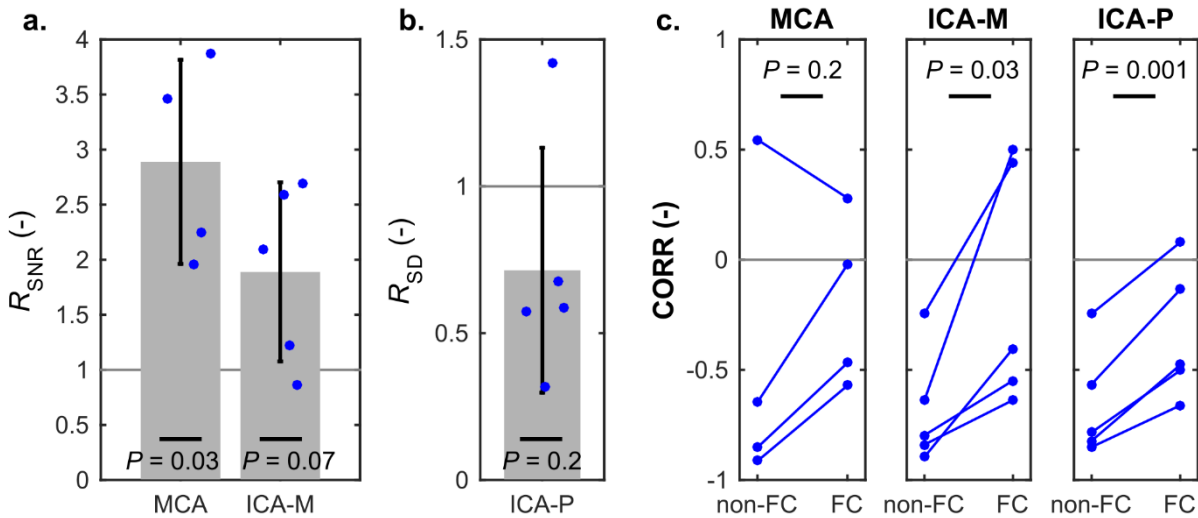 a.
R_SNR (-)
4
3.5
3
2.5
2
1.5
1
0.5
0
P = 0.03
P = 0.07
MCA
ICA-M
b.
R_SD (-)
1.5
1
0.5
0
P = 0.2
ICA-P
c.
MCA
ICA-M
ICA-P
CORR (-)
1
0.5
0
-0.5
-1
P = 0.2
P = 0.03
P = 0.001
non-FC
FC
non-FC
FC
non-FC
FC